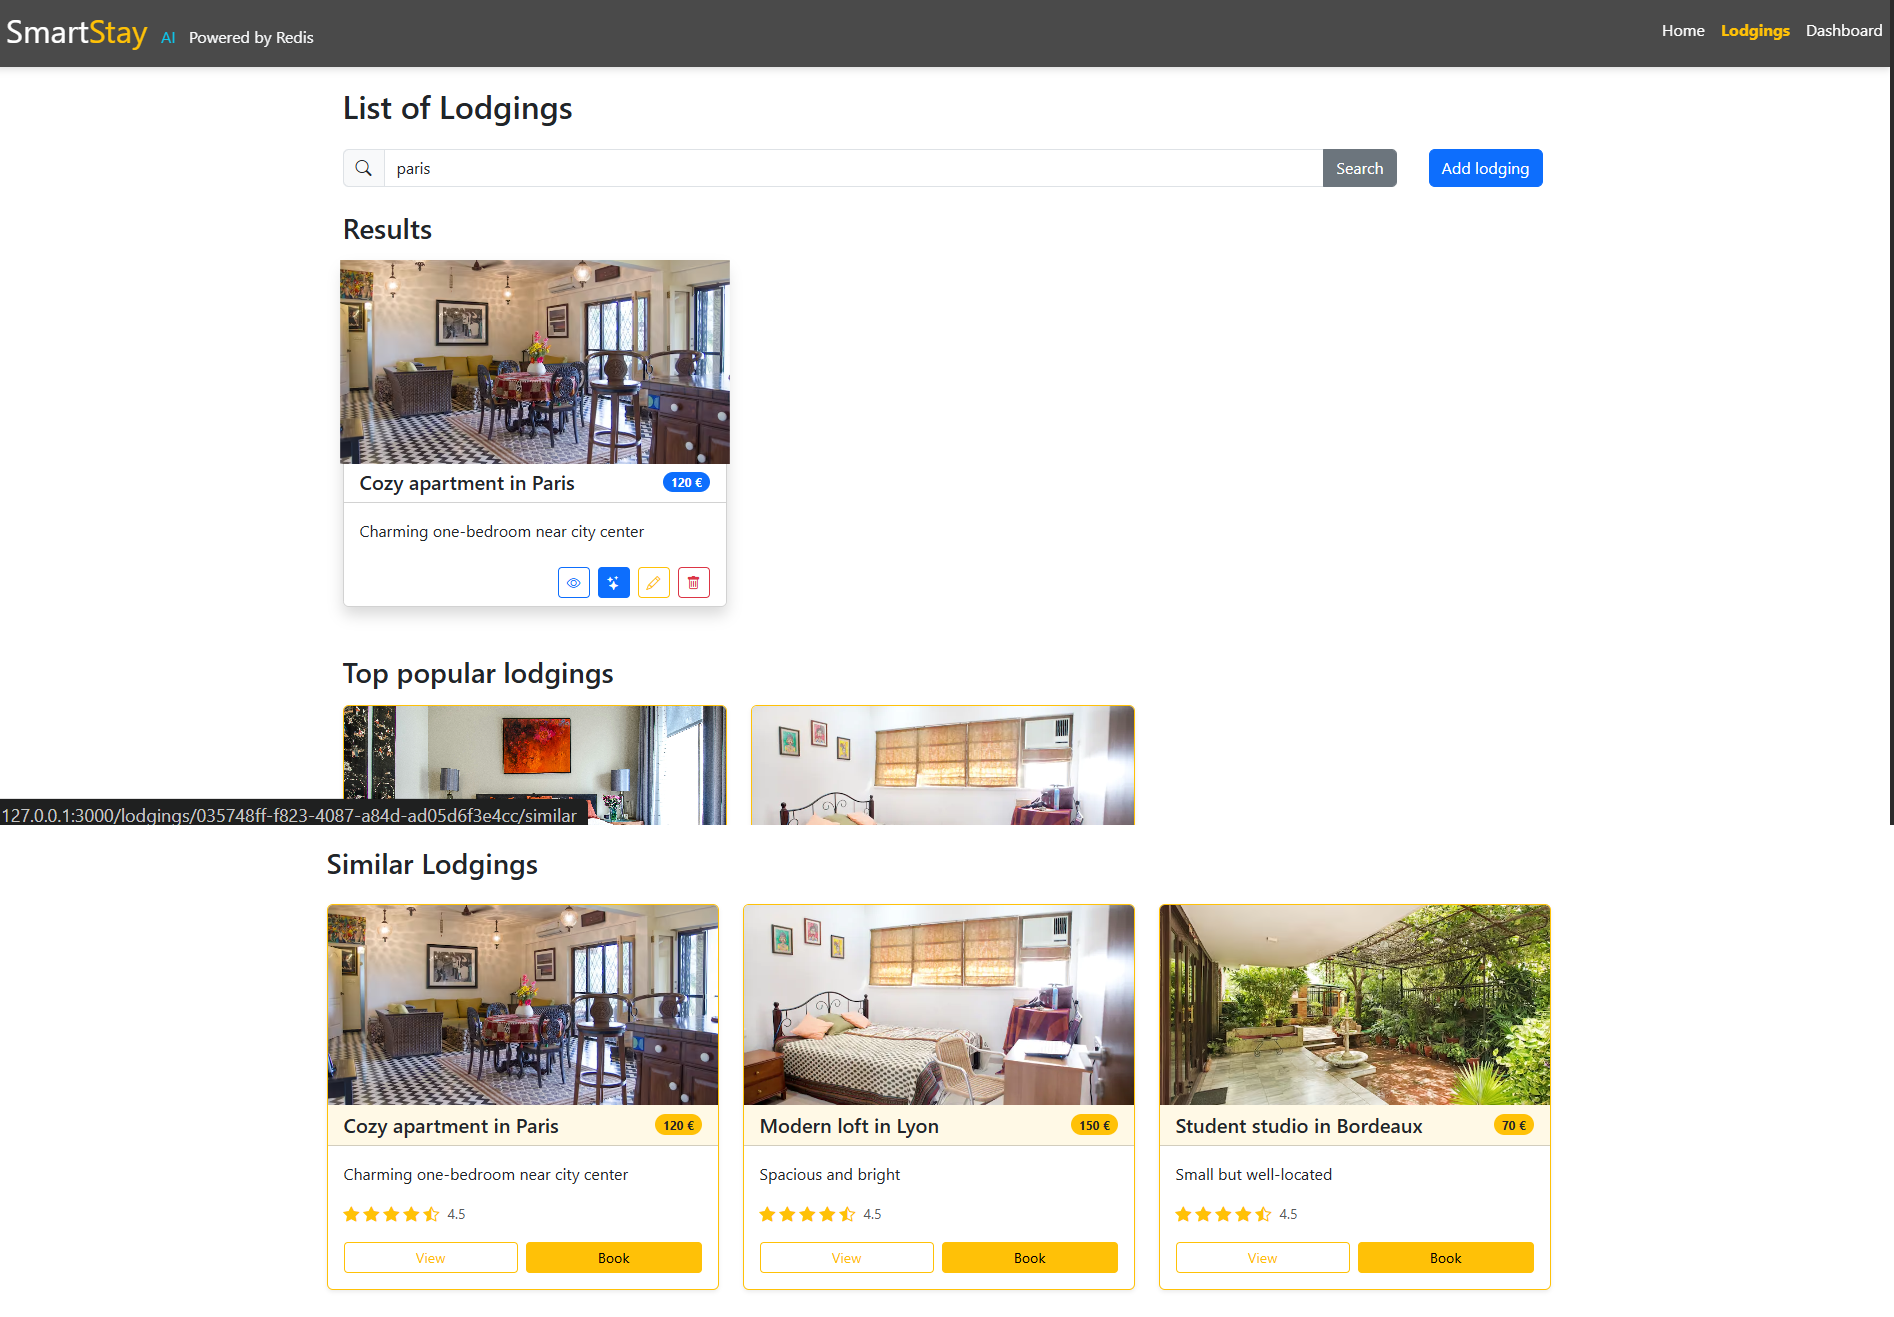 SmartStay AI Powered by Redis
Home Lodgings Dashboard
List of Lodgings
paris
Search
Add lodging
Results
Cozy apartment in Paris
120 €
Charming one-bedroom near city center
Top popular lodgings
127.0.0.1:3000/lodgings/035748ff-f823-4087-a84d-ad05d6f3e4cc/similar
Similar Lodgings
Cozy apartment in Paris
120 €
Charming one-bedroom near city center
4.5
View
Book
Modern loft in Lyon
150 €
Spacious and bright
4.5
View
Book
Student studio in Bordeaux
70 €
Small but well-located
4.5
View
Book